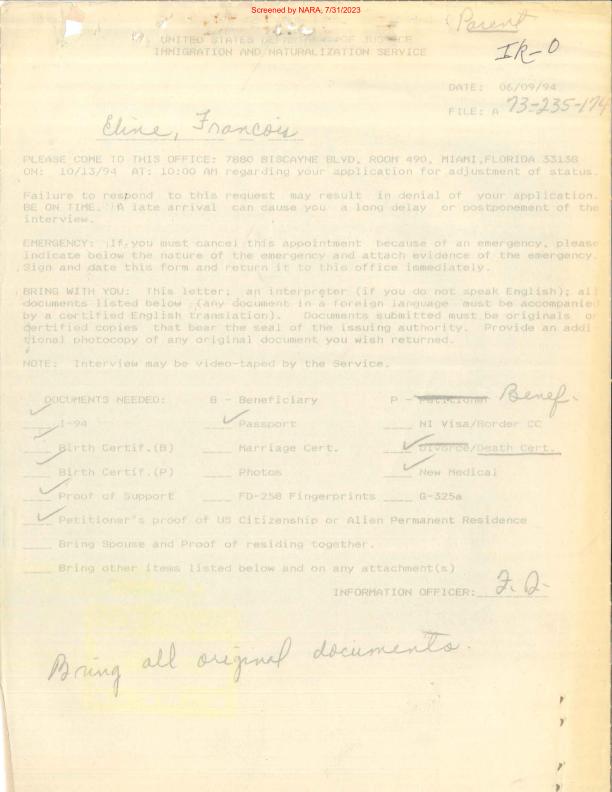 Screened by NARA, 7/31/2023
Parent
IR-0
UNITED STATES DEPARTMENT OF JUSTICE
IMMIGRATION AND NATURALIZATION SERVICE
DATE: 06/09/94
FILE: A 73-235-174
Eline, Francois
PLEASE COME TO THIS OFFICE: 7880 BISCAYNE BLVD, ROOM 490, MIAMI,FLORIDA 33138
ON: 10/13/94 AT: 10:00 AM regarding your application for adjustment of status.
Failure to respond to this request may result in denial of your application.
BE ON TIME. A late arrival can cause you a long delay or postponement of the
interview.
EMERGENCY: If you must cancel this appointment because of an emergency, please
indicate below the nature of the emergency and attach evidence of the emergency.
Sign and date this form and return it to this office immediately.
BRING WITH YOU: This letter; an interpreter (if you do not speak English); all
documents listed below (any document in a foreign language must be accompanied
by a certified English translation). Documents submitted must be originals or
certified copies that bear the seal of the issuing authority. Provide an addi
tional photocopy of any original document you wish returned.
NOTE: Interview may be video-taped by the Service.
DOCUMENTS NEEDED: B - Beneficiary P - Petitioner Benef.
I-94 Passport NI Visa/Border CC
Birth Certif.(B) Marriage Cert. Divorce/Death Cert.
Birth Certif.(P) Photos New Medical
Proof of Support FD-258 Fingerprints G-325a
Petitioner's proof of US Citizenship or Alien Permanent Residence
Bring Spouse and Proof of residing together.
Bring other items listed below and on any attachment(s)
INFORMATION OFFICER:
Bring all original documents.